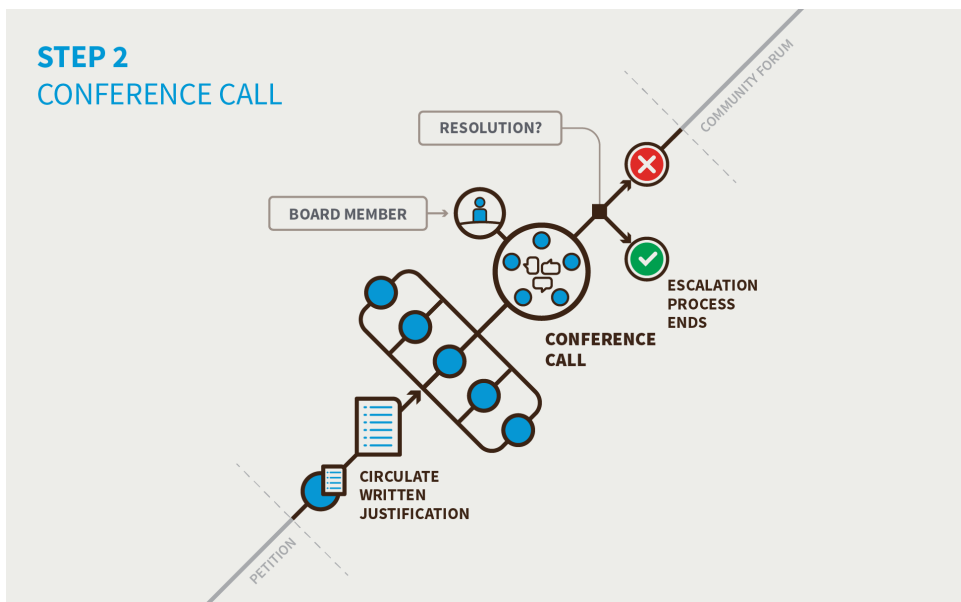 STEP 2
CONFERENCE CALL
COMMUNITY FORUM
RESOLUTION?
BOARD MEMBER
ESCALATION
PROCESS
ENDS
CONFERENCE
CALL
CIRCULATE
WRITTEN
JUSTIFICATION
PETITION